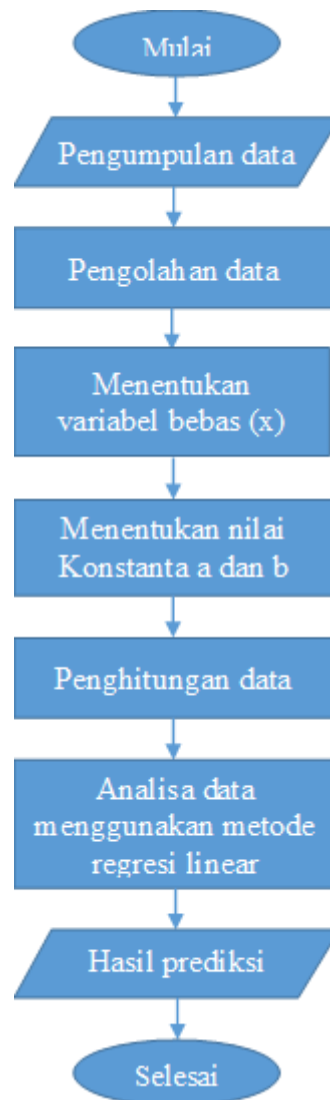 Mulai
Pengumpulan data
Pengolahan data
Menentukan
variabel bebas (x)
Menentukan nilai
Konstanta a dan b
Penghitungan data
Analisa data
menggunakan metode
regresi linear
Hasil prediksi
Selesai